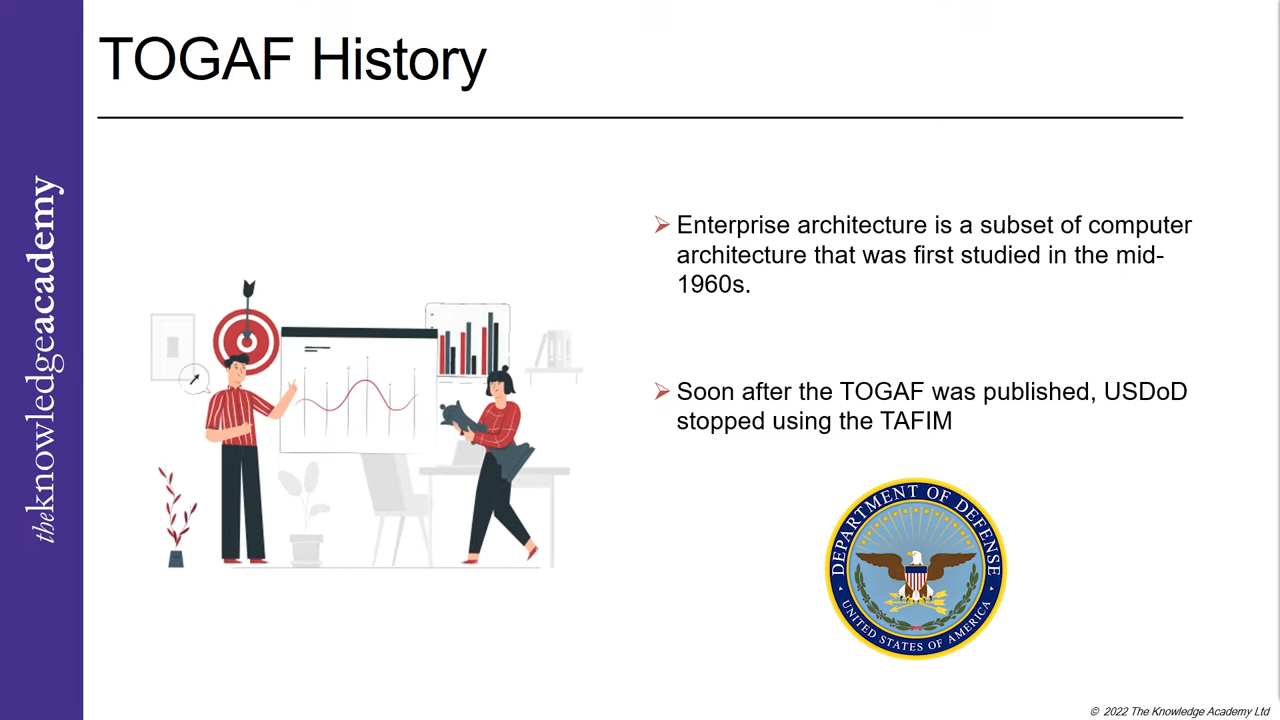 TOGAF History
theknowledgeacademy
Enterprise architecture is a subset of computer
architecture that was first studied in the mid-
1960s.
Soon after the TOGAF was published, USDoD
stopped using the TAFIM
DEPARTMENT OF DEFENSE
UNITED STATES OF AMERICA
© 2022 The Knowledge Academy Ltd